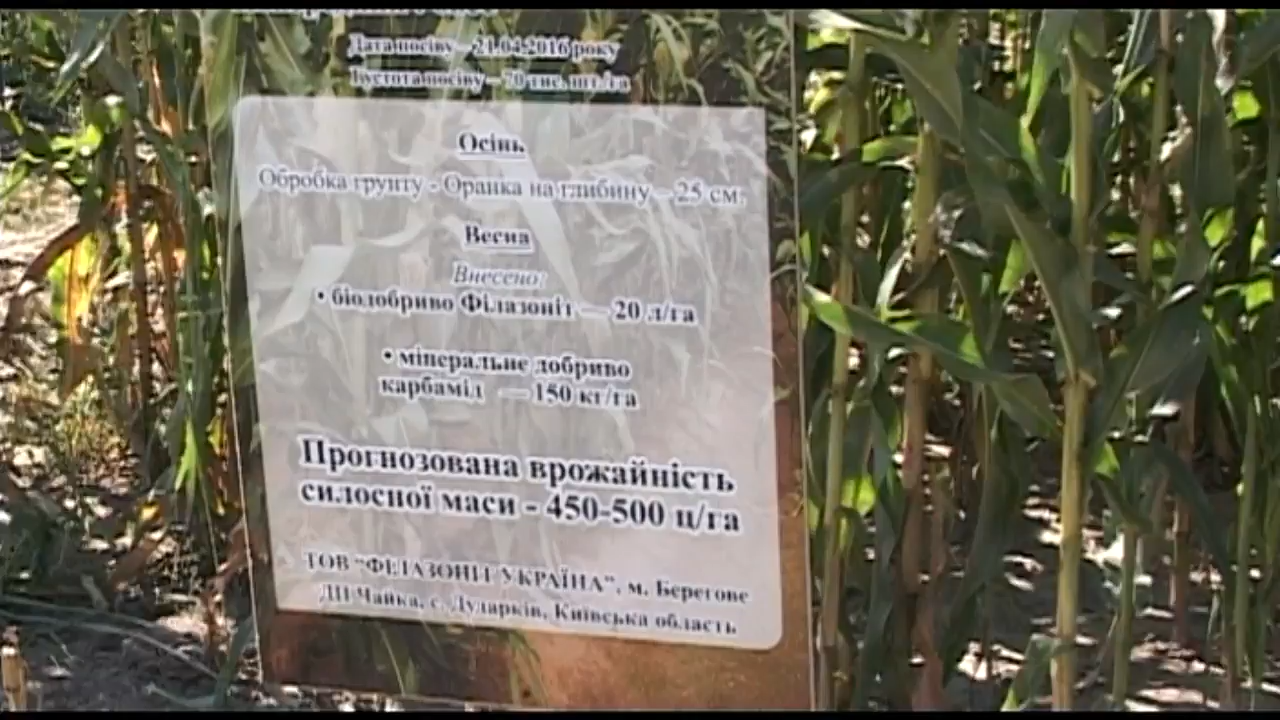 Дата посіву – 21.04.2016 року
Густота посіву – 70 тис. шт/га
Осінь
Обробка грунту - Оранка на глибину – 25 см.
Весна
Внесено:
• біодобриво Філазоніт — 20 л/га
• мінеральне добриво
карбамід — 150 кг/га
Прогнозована врожайність
силосної маси - 450-500 ц/га
ТОВ "ФІЛАЗОНІТ УКРАЇНА", м. Берегове
ДП Чайка, с. Дударків, Київська область